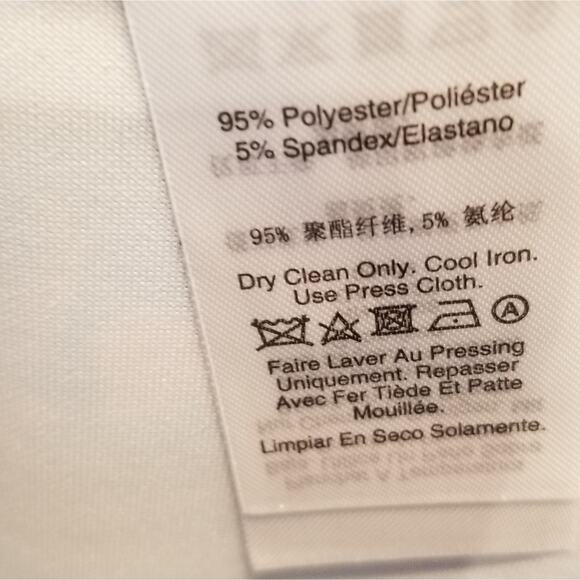 95% Polyester/Poliéster
5% Spandex/Elastano
95% 聚酯纤维, 5% 氨纶
Dry Clean Only. Cool Iron.
Use Press Cloth.
A
Faire Laver Au Pressing
Uniquement. Repasser
Avec Fer Tiède Et Patte
Mouillée.
Limpiar En Seco Solamente.